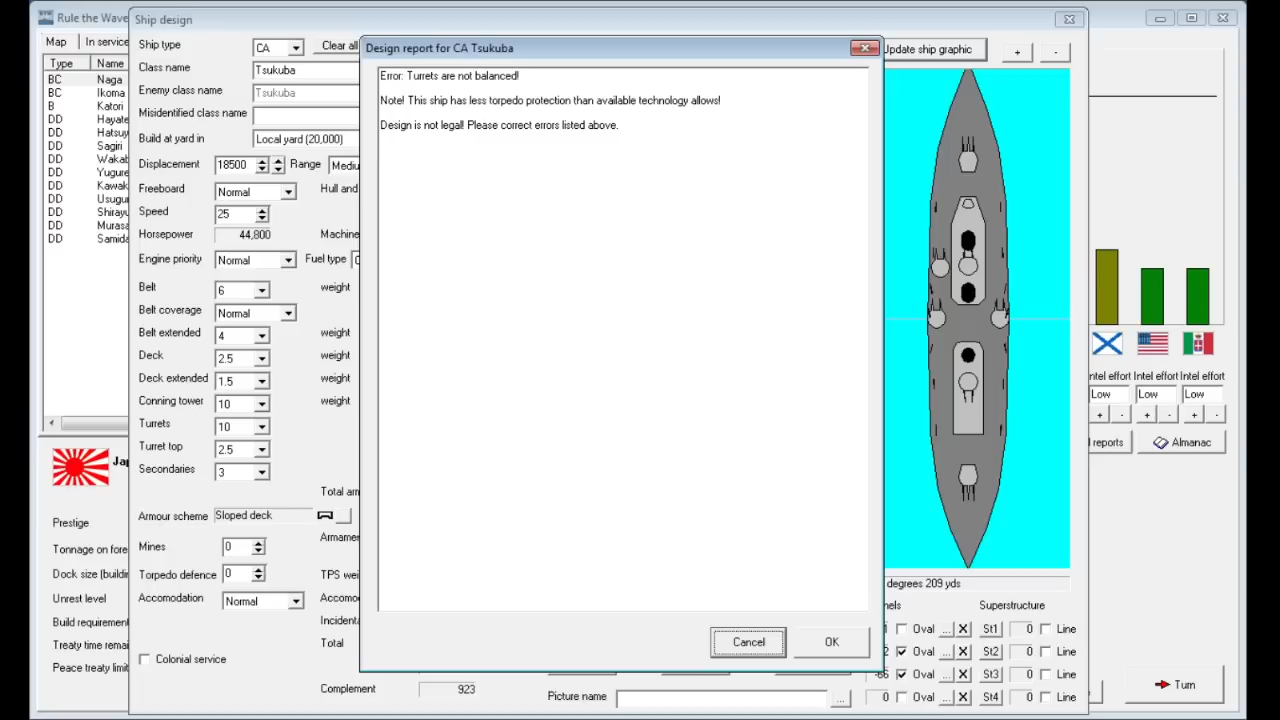 Rule the Wave
Ship design
Map
In service
Type
Name
BC Naga
BC Ikoma
B Katori
DD Hayate
DD Hatsuy
DD Sagiri
DD Wakab
DD Yugure
DD Kawak
DD Usugu
DD Shirayu
DD Murasa
DD Samida
Prestige
Tonnage on fore
Dock size (buildin
Unrest level
Build requirement
Treaty time remai
Peace treaty limit
Ship type CA Clear all
Class name Tsukuba
Enemy class name Tsukuba
Misidentified class name
Build at yard in Local yard (20,000)
Displacement 18500 Range Mediu
Freeboard Normal Hull and
Speed 25
Horsepower 44,800 Machine
Engine priority Normal Fuel type
Belt 6 weight
Belt coverage Normal
Belt extended 4 weight
Deck 2.5 weight
Deck extended 1.5 weight
Conning tower 10 weight
Turrets 10
Turret top 2.5
Secondaries 3
Total arm
Armour scheme Sloped deck
Mines 0 Armamer
Torpedo defence 0 TPS wei
Accomodation Normal Accomo
Incidenta
Total
Colonial service
Complement 923
Picture name
...
Design report for CA Tsukuba
Error: Turrets are not balanced!
Note! This ship has less torpedo protection than available technology allows!
Design is not legal! Please correct errors listed above.
Cancel
OK
Update ship graphic
+ -
degrees 209 yds
Superstructure
Oval ... X St1 0 Line
Oval ... X St2 0 Line
Oval ... X St3 0 Line
0 Oval ... X St4 0 Line
Intel effort Intel effort
Low Low Low
+ - + - + -
reports
Almanac
Turn